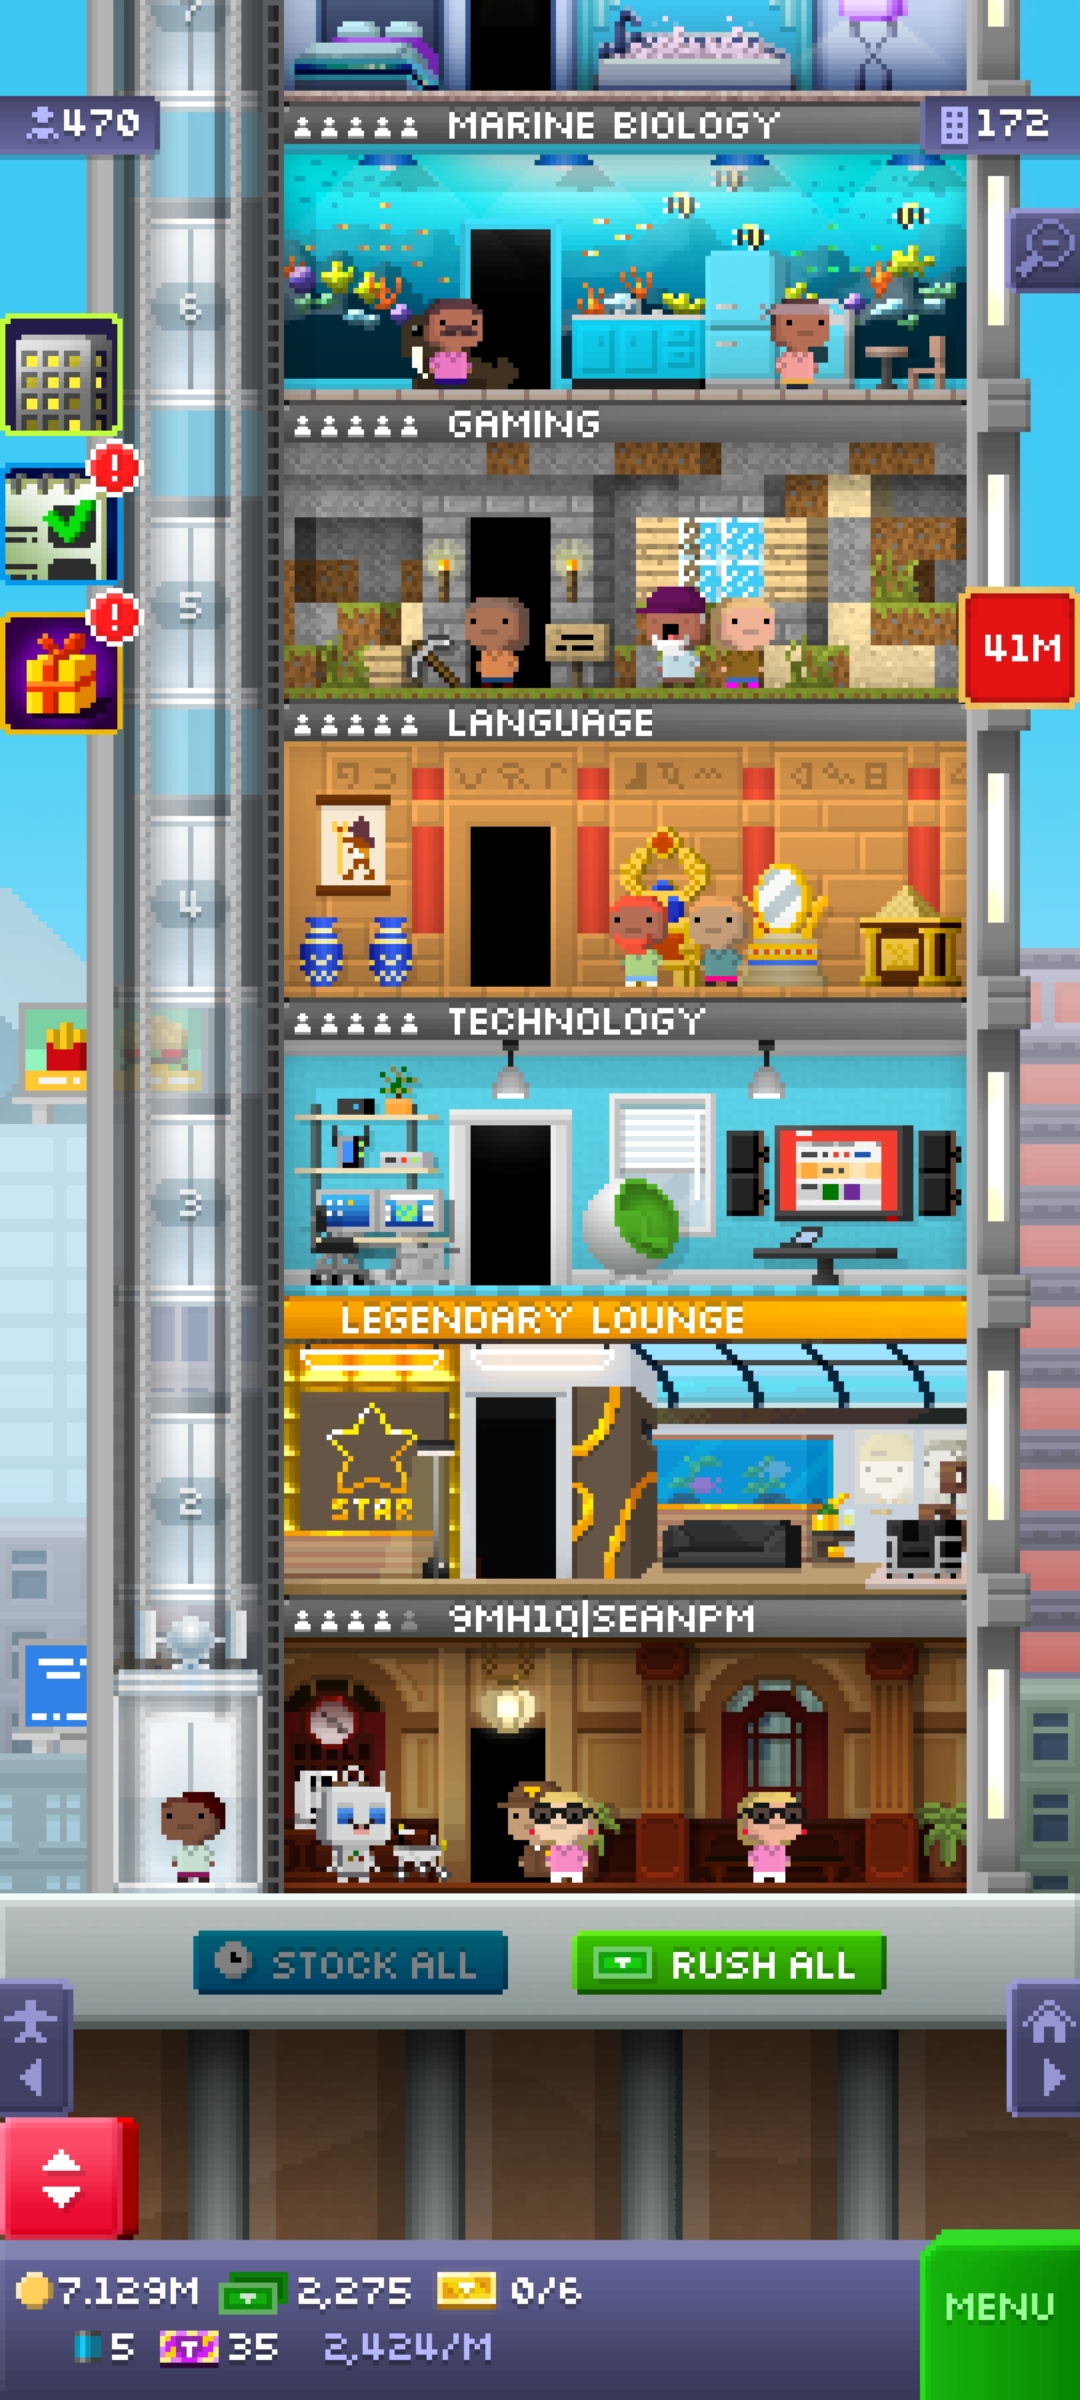 7
470
MARINE BIOLOGY
172
6
GAMING
5
41M
LANGUAGE
4
TECHNOLOGY
3
LEGENDARY LOUNGE
STAR
2
9MH1Q|SEANPM
STOCK ALL
RUSH ALL
7.129M 2,275 0/6
5 35 2,424/M
MENU